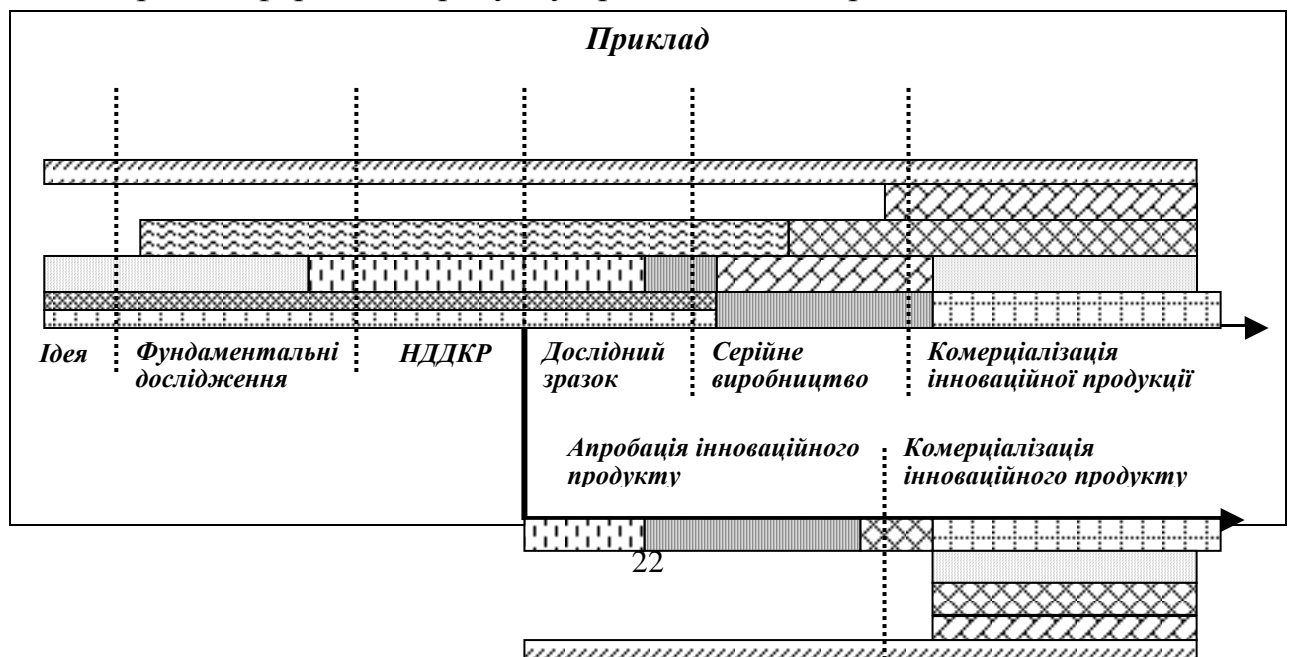 Приклад
Ідея
Фундаментальні
дослідження
НДДКР
Дослідний
зразок
Серійне
виробництво
Комерціалізація
інноваційної продукції
Апробація інноваційного
продукту
Комерціалізація
інноваційного продукту
22